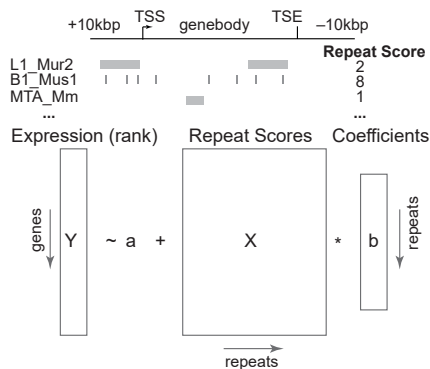 +10kbp TSS genebody TSE –10kbp
Repeat Score
L1_Mur2 2
B1_Mus1 8
MTA_Mm 1
... ...
Expression (rank) Repeat Scores Coefficients
genes Y ~ a + X * b repeats
repeats